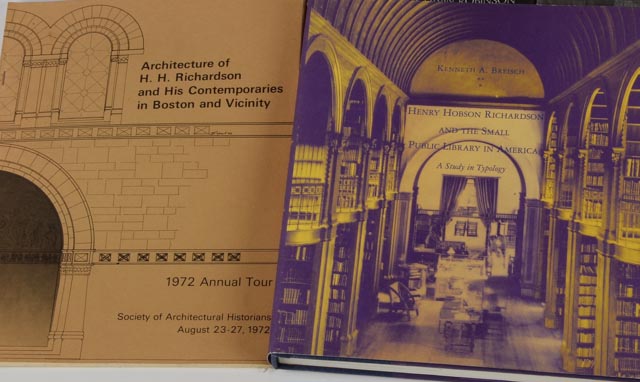 Architecture of
H. H. Richardson
and His Contemporaries
in Boston and Vicinity
1972 Annual Tour
Society of Architectural Historians
August 23-27, 1972
ROBINSON
Kenneth A. Breisch
Henry Hobson Richardson
and the Small
Public Library in America
A Study in Typology